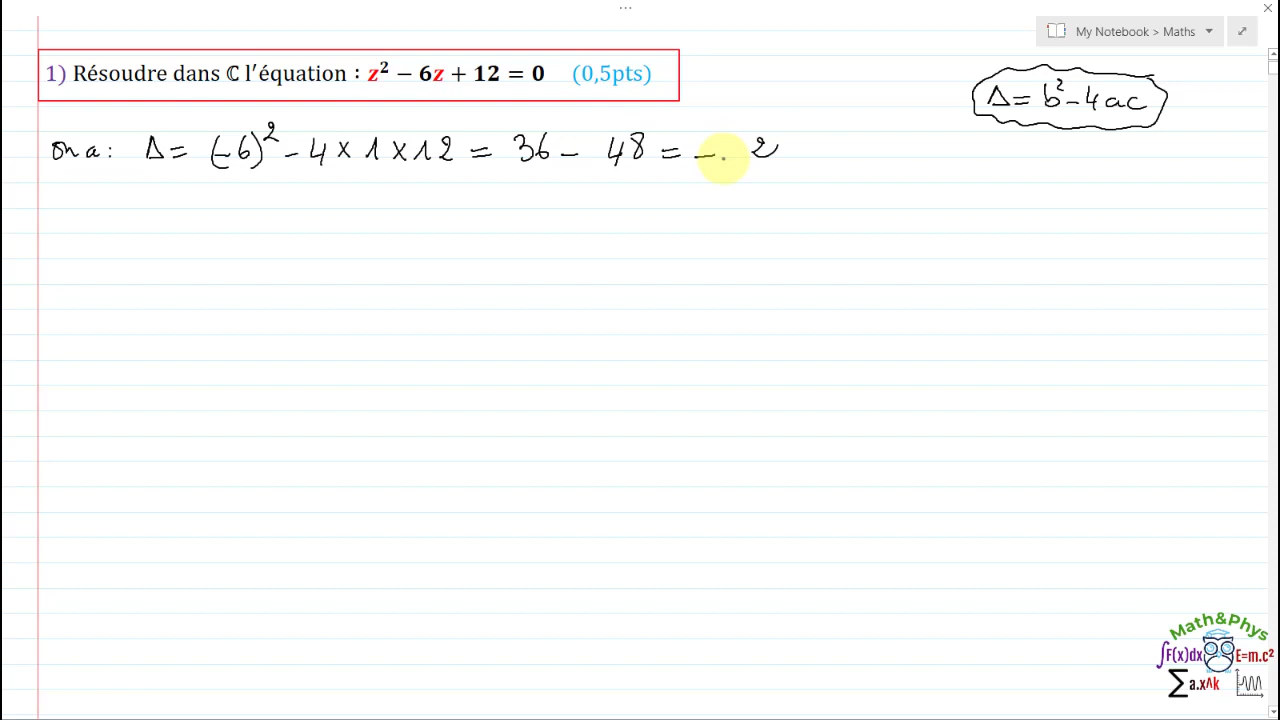 ...
My Notebook > Maths
1) Résoudre dans ℂ l'équation : z² − 6z + 12 = 0 (0,5pts)
Δ = b² − 4ac
on a : Δ = (−6)² − 4 × 1 × 12 = 36 − 48 = −. 2
Math&Phys
∫F(x)dx E=m.c²
∑ a.x^k